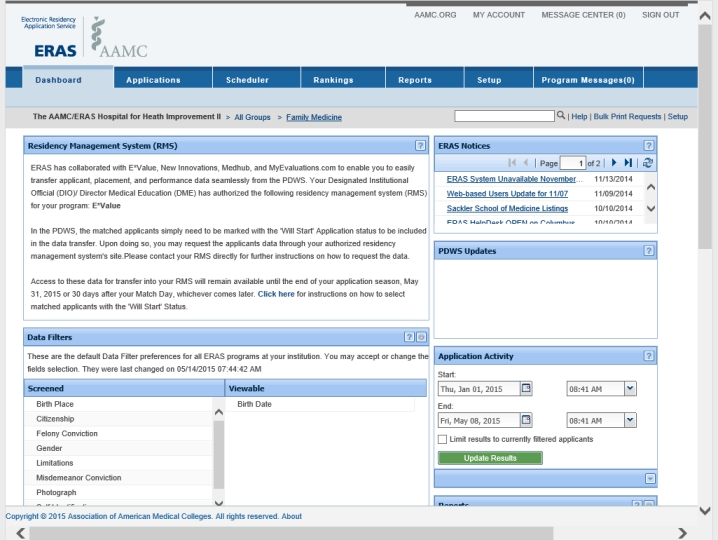 Electronic Residency
Application Service
ERAS
AAMC
AAMC.ORG MY ACCOUNT MESSAGE CENTER (0) SIGN OUT
Dashboard Applications Scheduler Rankings Reports Setup Program Messages(0)
The AAMC/ERAS Hospital for Heath Improvement II > All Groups > Family Medicine
| Help | Bulk Print Requests | Setup
Residency Management System (RMS) ?
ERAS has collaborated with E*Value, New Innovations, Medhub, and MyEvaluations.com to enable you to easily
transfer applicant, placement, and performance data seamlessly from the PDWS. Your Designated Institutional
Official (DIO)/ Director Medical Education (DME) has authorized the following residency management system (RMS)
for your program: E*Value
In the PDWS, the matched applicants simply need to be marked with the 'Will Start' Application status to be included
in the data transfer. Upon doing so, you may request the applicants data through your authorized residency
management system's site.Please contact your RMS directly for further instructions on how to request the data.
Access to these data for transfer into your RMS will remain available until the end of your application season, May
31, 2015 or 30 days after your Match Day, whichever comes later. Click here for instructions on how to select
matched applicants with the 'Will Start' Status.
Data Filters ?
These are the default Data Filter preferences for all ERAS programs at your institution. You may accept or change the
fields selection. They were last changed on 05/14/2015 07:44:42 AM
Screened Viewable
Birth Place Birth Date
Citizenship
Felony Conviction
Gender
Limitations
Misdemeanor Conviction
Photograph
ERAS Notices ?
Page 1 of 2
ERAS System Unavailable November... 11/13/2014
Web-based Users Update for 11/07 11/09/2014
Sackler School of Medicine Listings 10/10/2014
ERAS HelpDesk OPEN on Columbus 10/10/2014
PDWS Updates ?
Application Activity ?
Start:
Thu, Jan 01, 2015 08:41 AM
End:
Fri, May 08, 2015 08:41 AM
Limit results to currently filtered applicants
Update Results
Reports ?
Copyright © 2015 Association of American Medical Colleges. All rights reserved. About